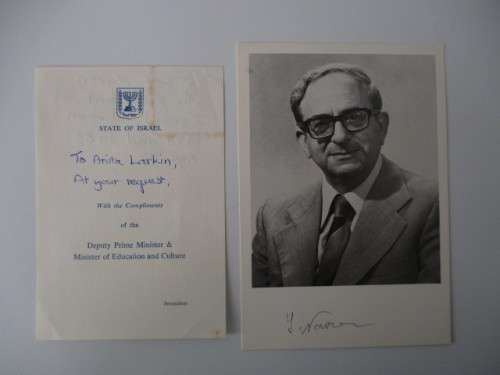 STATE OF ISRAEL
To Anita Larkin,
At your request,
With the Compliments
of the
Deputy Prime Minister &
Minister of Education and Culture
Jerusalem
Y. Navon